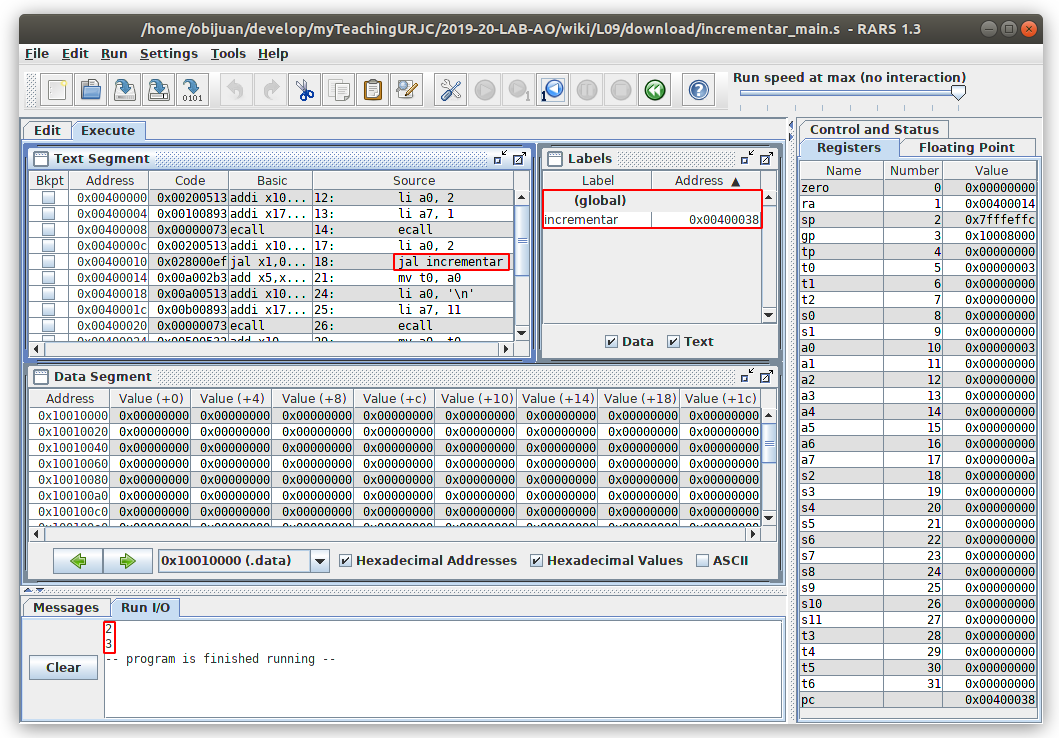 /home/obijuan/develop/myTeachingURJC/2019-20-LAB-AO/wiki/L09/download/incrementar_main.s - RARS 1.3
File Edit Run Settings Tools Help
Run speed at max (no interaction)
Edit Execute
Text Segment
Bkpt Address Code Basic Source
0x00400000 0x00200513 addi x10... 12: li a0, 2
0x00400004 0x00100893 addi x17... 13: li a7, 1
0x00400008 0x00000073 ecall 14: ecall
0x0040000c 0x00200513 addi x10... 17: li a0, 2
0x00400010 0x028000ef jal x1,0... 18: jal incrementar
0x00400014 0x00a002b3 add x5,x... 21: mv t0, a0
0x00400018 0x00a00513 addi x10... 24: li a0, '\n'
0x0040001c 0x00b00893 addi x17... 25: li a7, 11
0x00400020 0x00000073 ecall 26: ecall
Labels
Label Address ▲
(global)
incrementar 0x00400038
Data Text
Data Segment
Address Value (+0) Value (+4) Value (+8) Value (+c) Value (+10) Value (+14) Value (+18) Value (+1c)
0x10010000 0x00000000 0x00000000 0x00000000 0x00000000 0x00000000 0x00000000 0x00000000 0x00000000
0x10010020 0x00000000 0x00000000 0x00000000 0x00000000 0x00000000 0x00000000 0x00000000 0x00000000
0x10010040 0x00000000 0x00000000 0x00000000 0x00000000 0x00000000 0x00000000 0x00000000 0x00000000
0x10010060 0x00000000 0x00000000 0x00000000 0x00000000 0x00000000 0x00000000 0x00000000 0x00000000
0x10010080 0x00000000 0x00000000 0x00000000 0x00000000 0x00000000 0x00000000 0x00000000 0x00000000
0x100100a0 0x00000000 0x00000000 0x00000000 0x00000000 0x00000000 0x00000000 0x00000000 0x00000000
0x100100c0 0x00000000 0x00000000 0x00000000 0x00000000 0x00000000 0x00000000 0x00000000 0x00000000
0x10010000 (.data) Hexadecimal Addresses Hexadecimal Values ASCII
Messages Run I/O
2
3
-- program is finished running --
Clear
Control and Status
Registers Floating Point
Name Number Value
zero 0 0x00000000
ra 1 0x00400014
sp 2 0x7fffeffc
gp 3 0x10008000
tp 4 0x00000000
t0 5 0x00000003
t1 6 0x00000000
t2 7 0x00000000
s0 8 0x00000000
s1 9 0x00000000
a0 10 0x00000003
a1 11 0x00000000
a2 12 0x00000000
a3 13 0x00000000
a4 14 0x00000000
a5 15 0x00000000
a6 16 0x00000000
a7 17 0x0000000a
s2 18 0x00000000
s3 19 0x00000000
s4 20 0x00000000
s5 21 0x00000000
s6 22 0x00000000
s7 23 0x00000000
s8 24 0x00000000
s9 25 0x00000000
s10 26 0x00000000
s11 27 0x00000000
t3 28 0x00000000
t4 29 0x00000000
t5 30 0x00000000
t6 31 0x00000000
pc 0x00400038